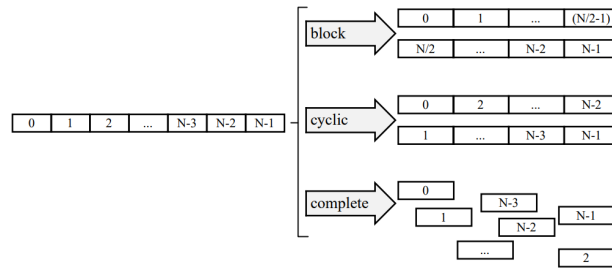 0 1 2 ... N-3 N-2 N-1
block
0 1 ... (N/2-1)
N/2 ... N-2 N-1
cyclic
0 2 ... N-2
1 ... N-3 N-1
complete
0
N-3
1
N-1
N-2
...
2